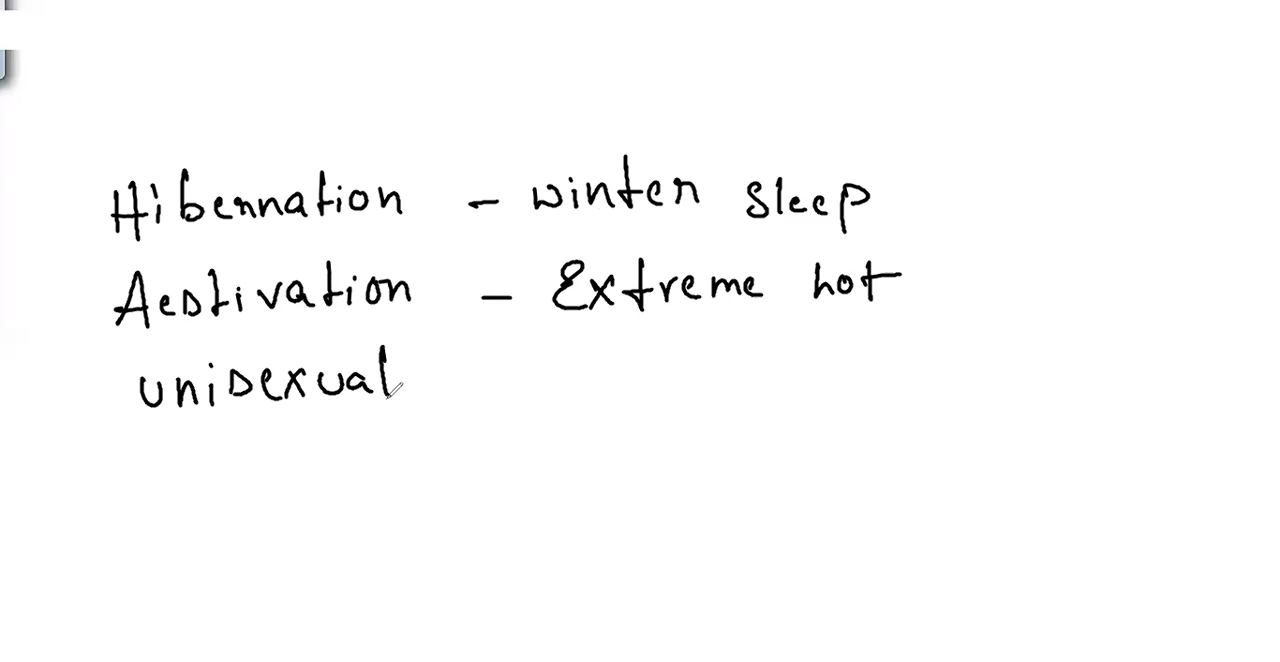 Hibernation - winter sleep
Aestivation - Extreme hot
unisexual